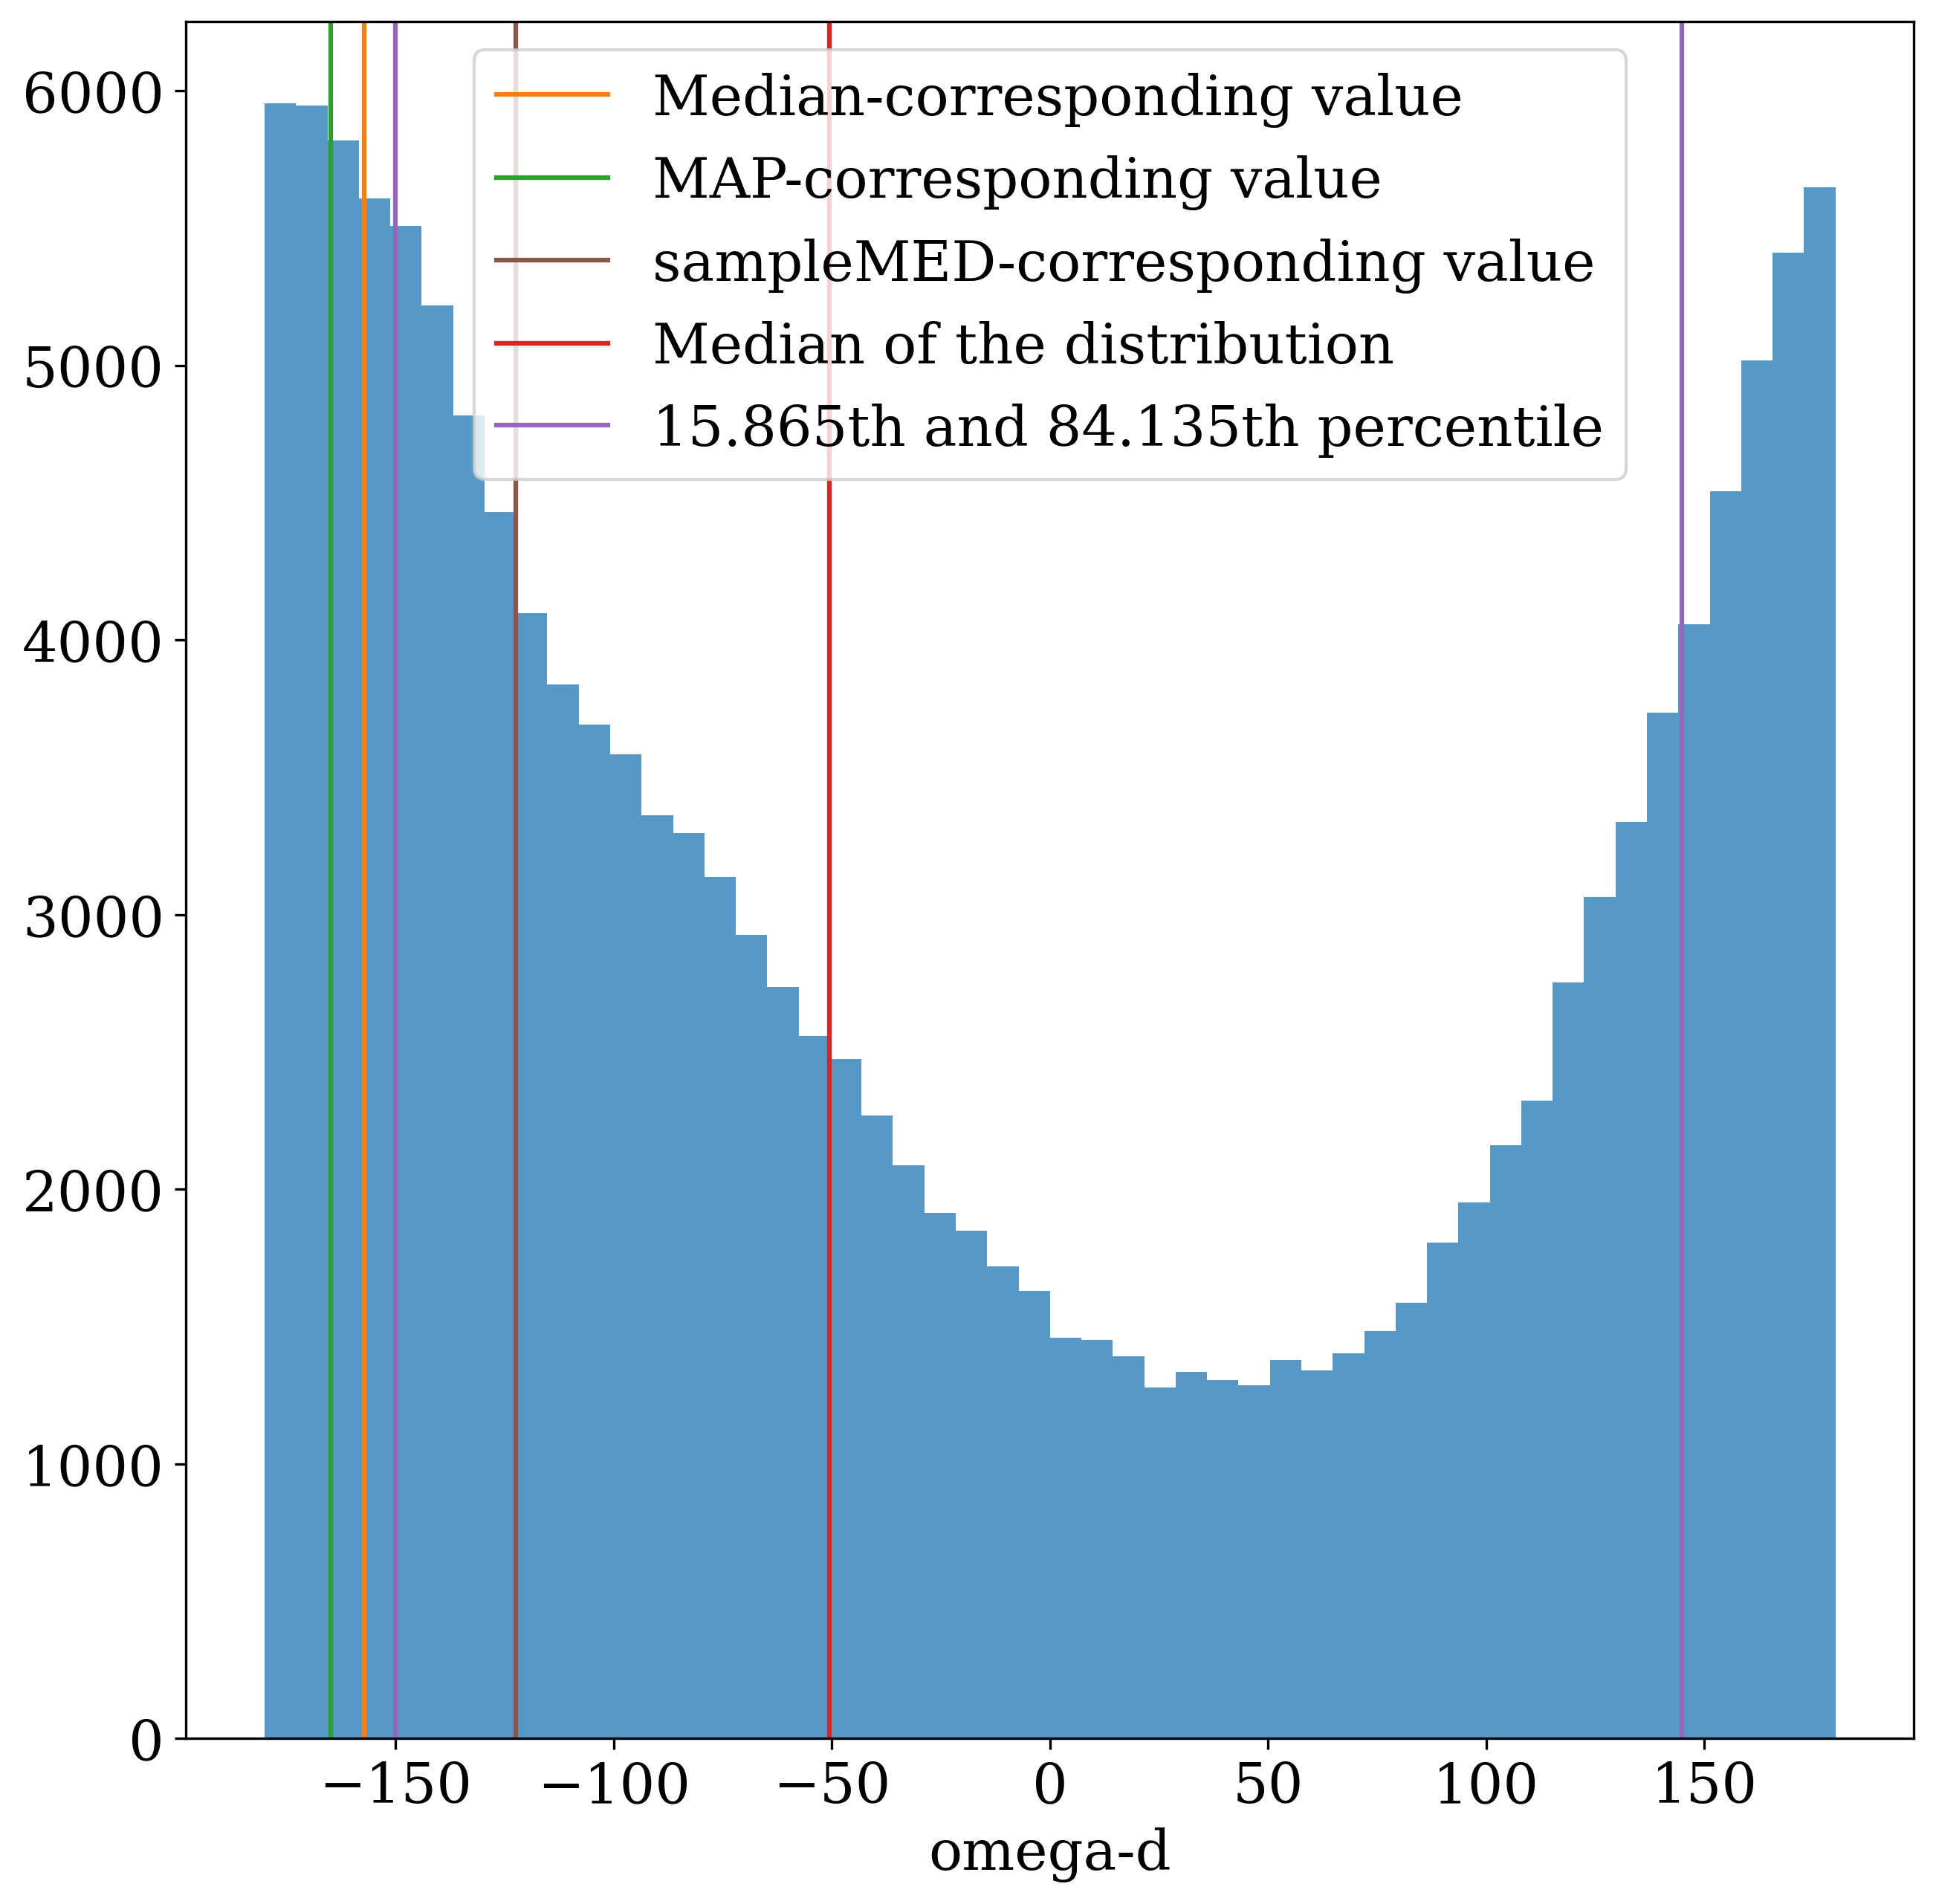 6000
5000
4000
3000
2000
1000
0
Median-corresponding value
MAP-corresponding value
sampleMED-corresponding value
Median of the distribution
15.865th and 84.135th percentile
−150 −100 −50 0 50 100 150
omega-d